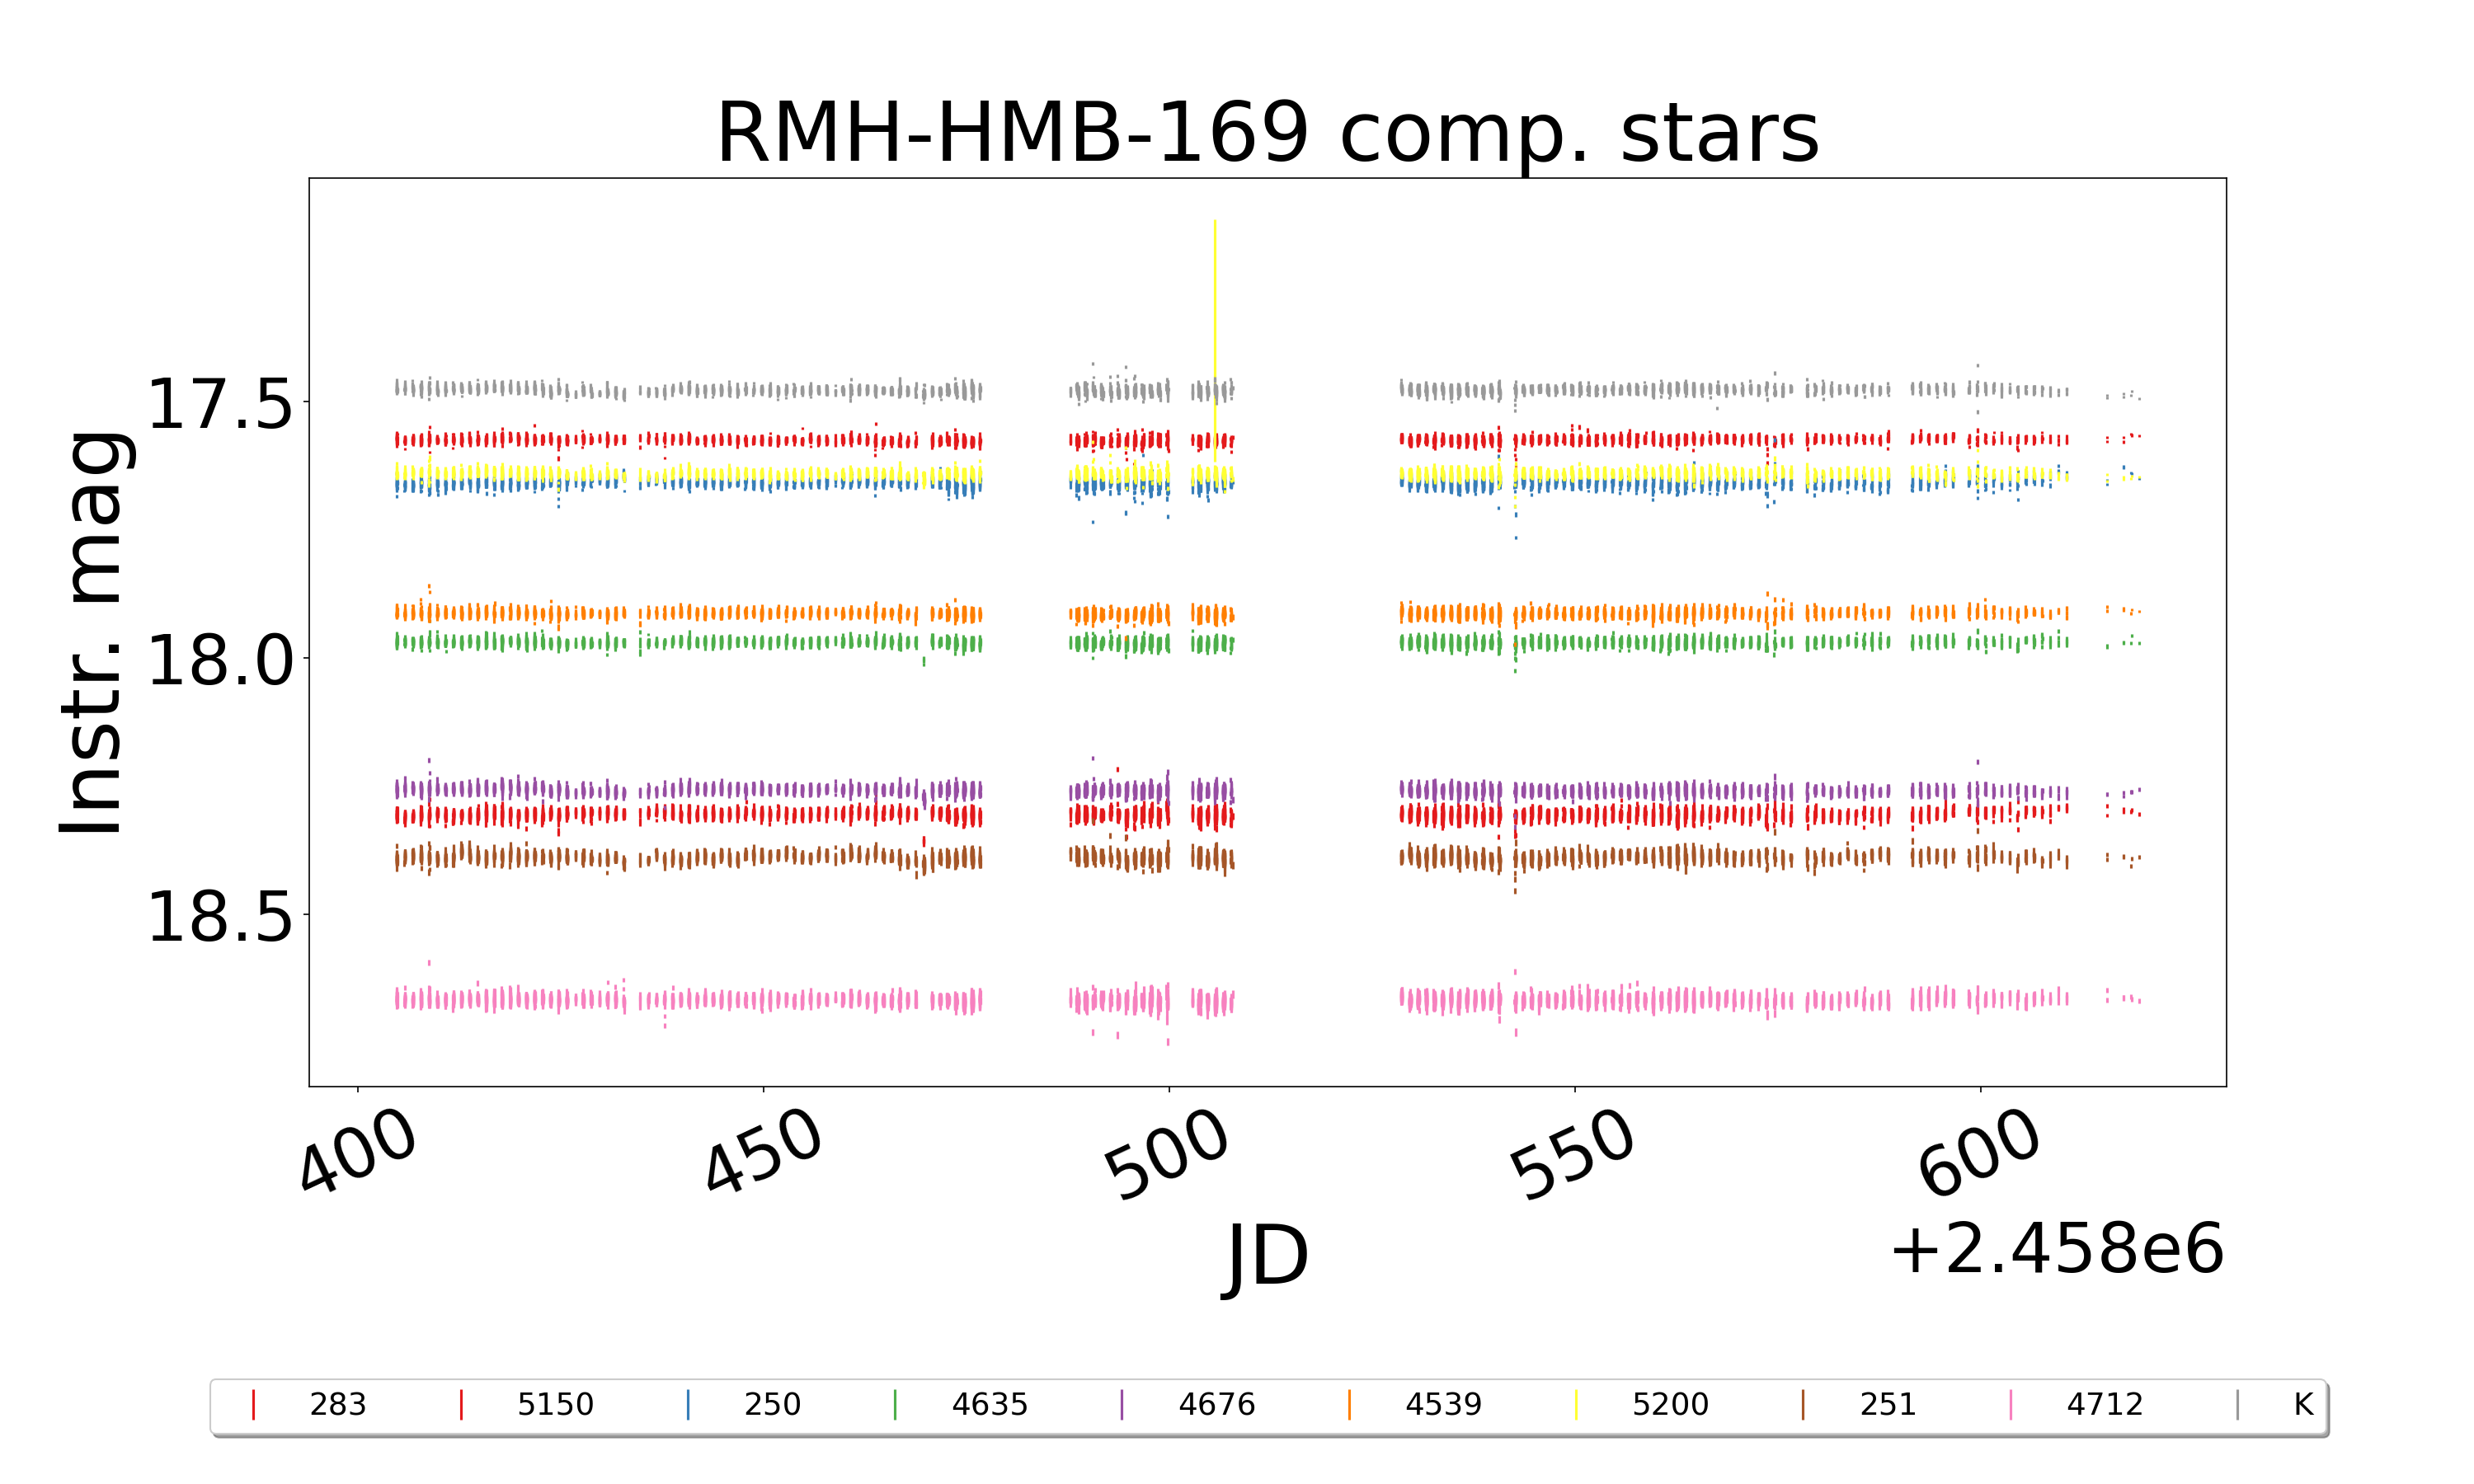 RMH-HMB-169 comp. stars
Instr. mag
17.5
18.0
18.5
400 450 500 550 600
JD
+2.458e6
283 5150 250 4635 4676 4539 5200 251 4712 K